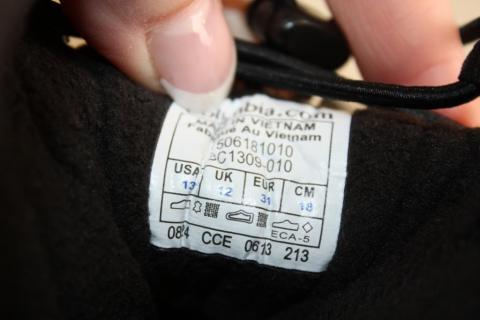 bia.com
IN VIETNAM
Fabriqué Au Vietnam
506181010
BC1309-010
USA UK EUR CM
13 12 31 18
ECA-5
CCE 0613 213